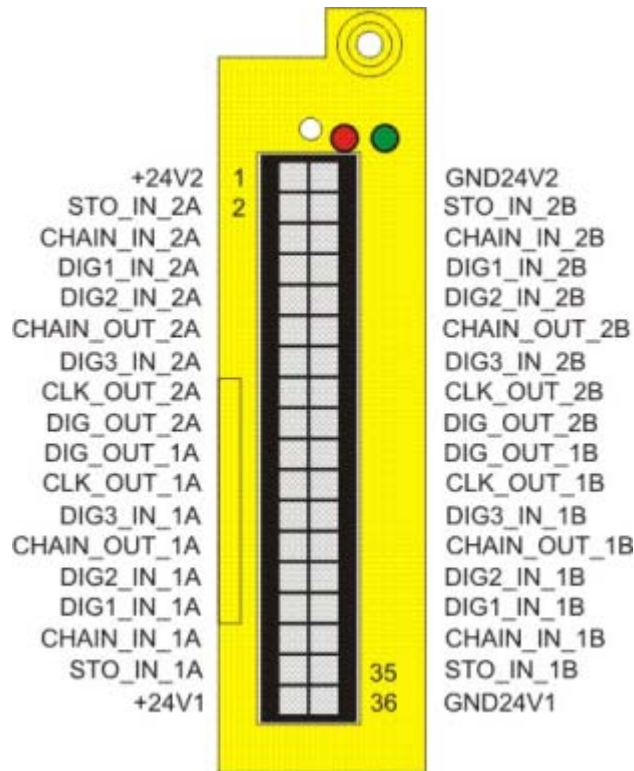 +24V2 1 GND24V2
STO_IN_2A 2 STO_IN_2B
CHAIN_IN_2A CHAIN_IN_2B
DIG1_IN_2A DIG1_IN_2B
DIG2_IN_2A DIG2_IN_2B
CHAIN_OUT_2A CHAIN_OUT_2B
DIG3_IN_2A DIG3_IN_2B
CLK_OUT_2A CLK_OUT_2B
DIG_OUT_2A DIG_OUT_2B
DIG_OUT_1A DIG_OUT_1B
CLK_OUT_1A CLK_OUT_1B
DIG3_IN_1A DIG3_IN_1B
CHAIN_OUT_1A CHAIN_OUT_1B
DIG2_IN_1A DIG2_IN_1B
DIG1_IN_1A DIG1_IN_1B
CHAIN_IN_1A CHAIN_IN_1B
STO_IN_1A 35 STO_IN_1B
+24V1 36 GND24V1